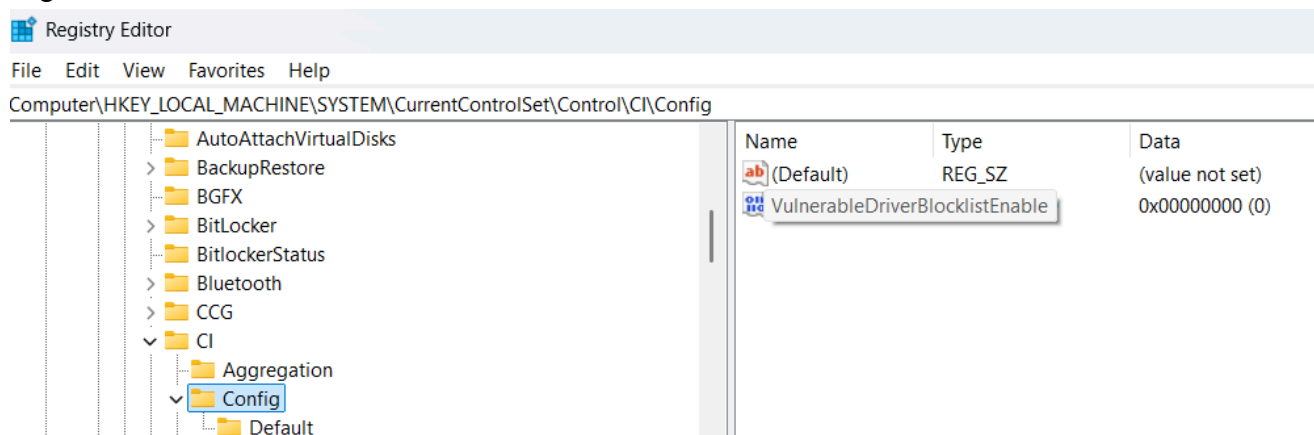 Registry Editor
File Edit View Favorites Help
Computer\HKEY_LOCAL_MACHINE\SYSTEM\CurrentControlSet\Control\CI\Config
AutoAttachVirtualDisks
BackupRestore
BGFX
BitLocker
BitlockerStatus
Bluetooth
CCG
CI
Aggregation
Config
Default
Name Type Data
(Default) REG_SZ (value not set)
VulnerableDriverBlocklistEnable 0x00000000 (0)